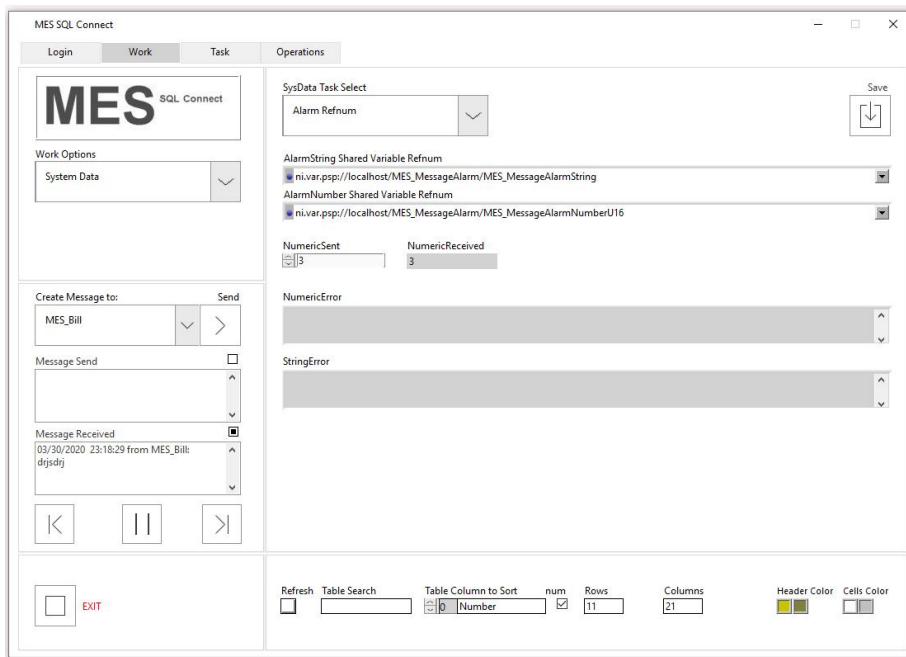 MES SQL Connect
Login Work Task Operations
MES SQL Connect
Work Options
System Data
SysData Task Select
Alarm Refnum
Save
AlarmString Shared Variable Refnum
ni.var.psp://localhost/MES_MessageAlarm/MES_MessageAlarmString
AlarmNumber Shared Variable Refnum
ni.var.psp://localhost/MES_MessageAlarm/MES_MessageAlarmNumberU16
NumericSent NumericReceived
3 3
Create Message to: Send
MES_Bill
Message Send
Message Received
03/30/2020 23:18:29 from MES_Bill:
drjsdrj
NumericError
StringError
EXIT
Refresh Table Search Table Column to Sort num Rows Columns Header Color Cells Color
0 Number 11 21